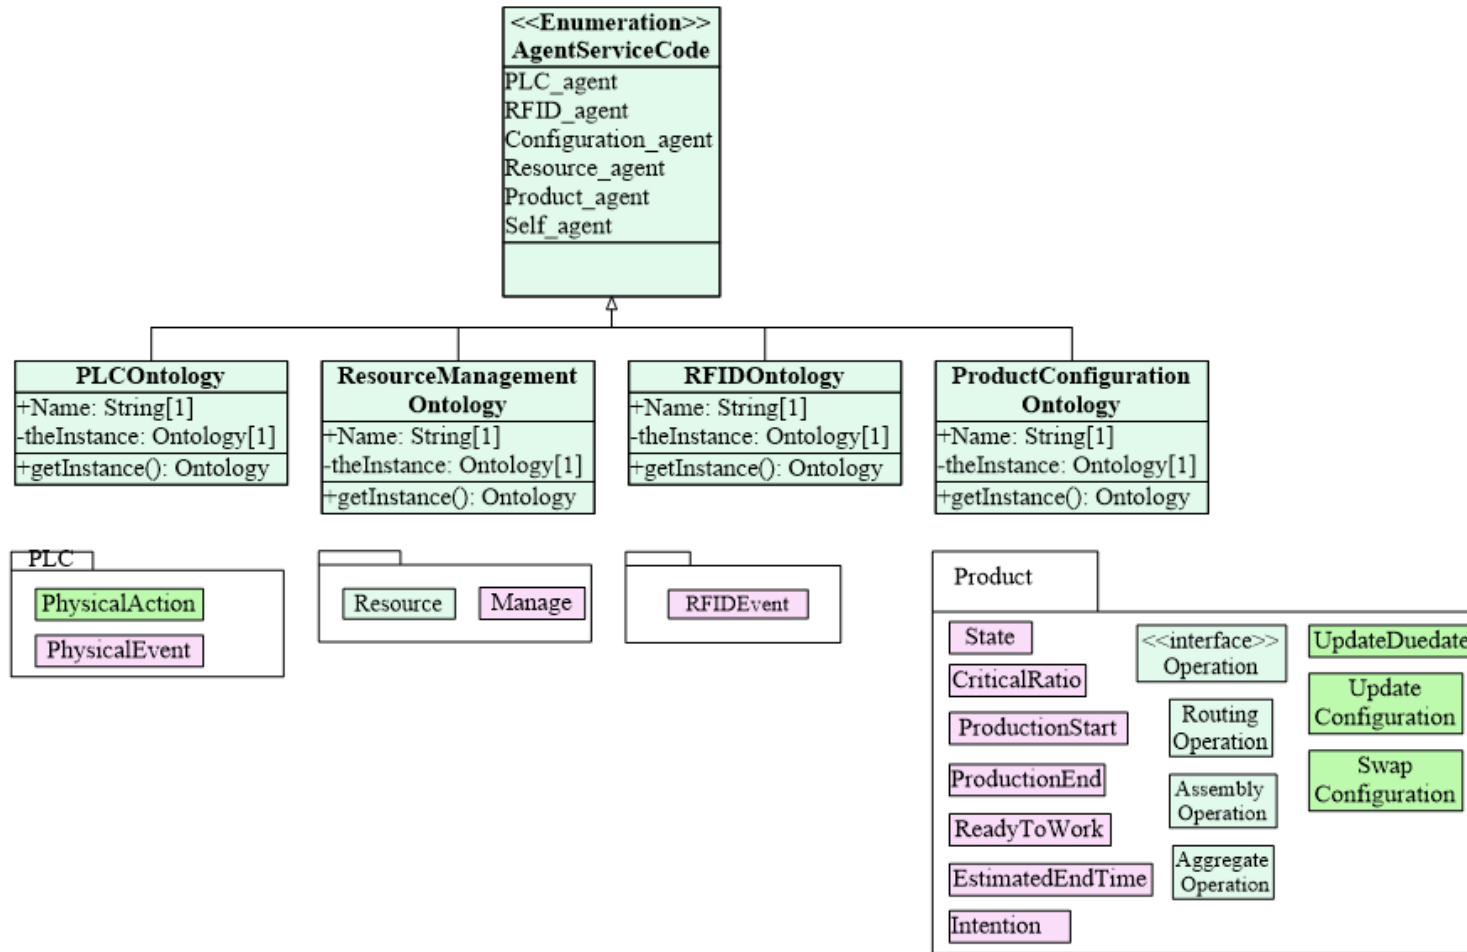 <<Enumeration>>
AgentServiceCode
PLC_agent
RFID_agent
Configuration_agent
Resource_agent
Product_agent
Self_agent
PLCOntology
+Name: String[1]
-theInstance: Ontology[1]
+getInstance(): Ontology
ResourceManagement
Ontology
+Name: String[1]
-theInstance: Ontology[1]
+getInstance(): Ontology
RFIDOntology
+Name: String[1]
-theInstance: Ontology[1]
+getInstance(): Ontology
ProductConfiguration
Ontology
+Name: String[1]
-theInstance: Ontology[1]
+getInstance(): Ontology
PLC
PhysicalAction
PhysicalEvent
Resource
Manage
RFIDEvent
Product
State
CriticalRatio
ProductionStart
ProductionEnd
ReadyToWork
EstimatedEndTime
Intention
<<interface>>
Operation
Routing
Operation
Assembly
Operation
Aggregate
Operation
UpdateDuedate
Update
Configuration
Swap
Configuration